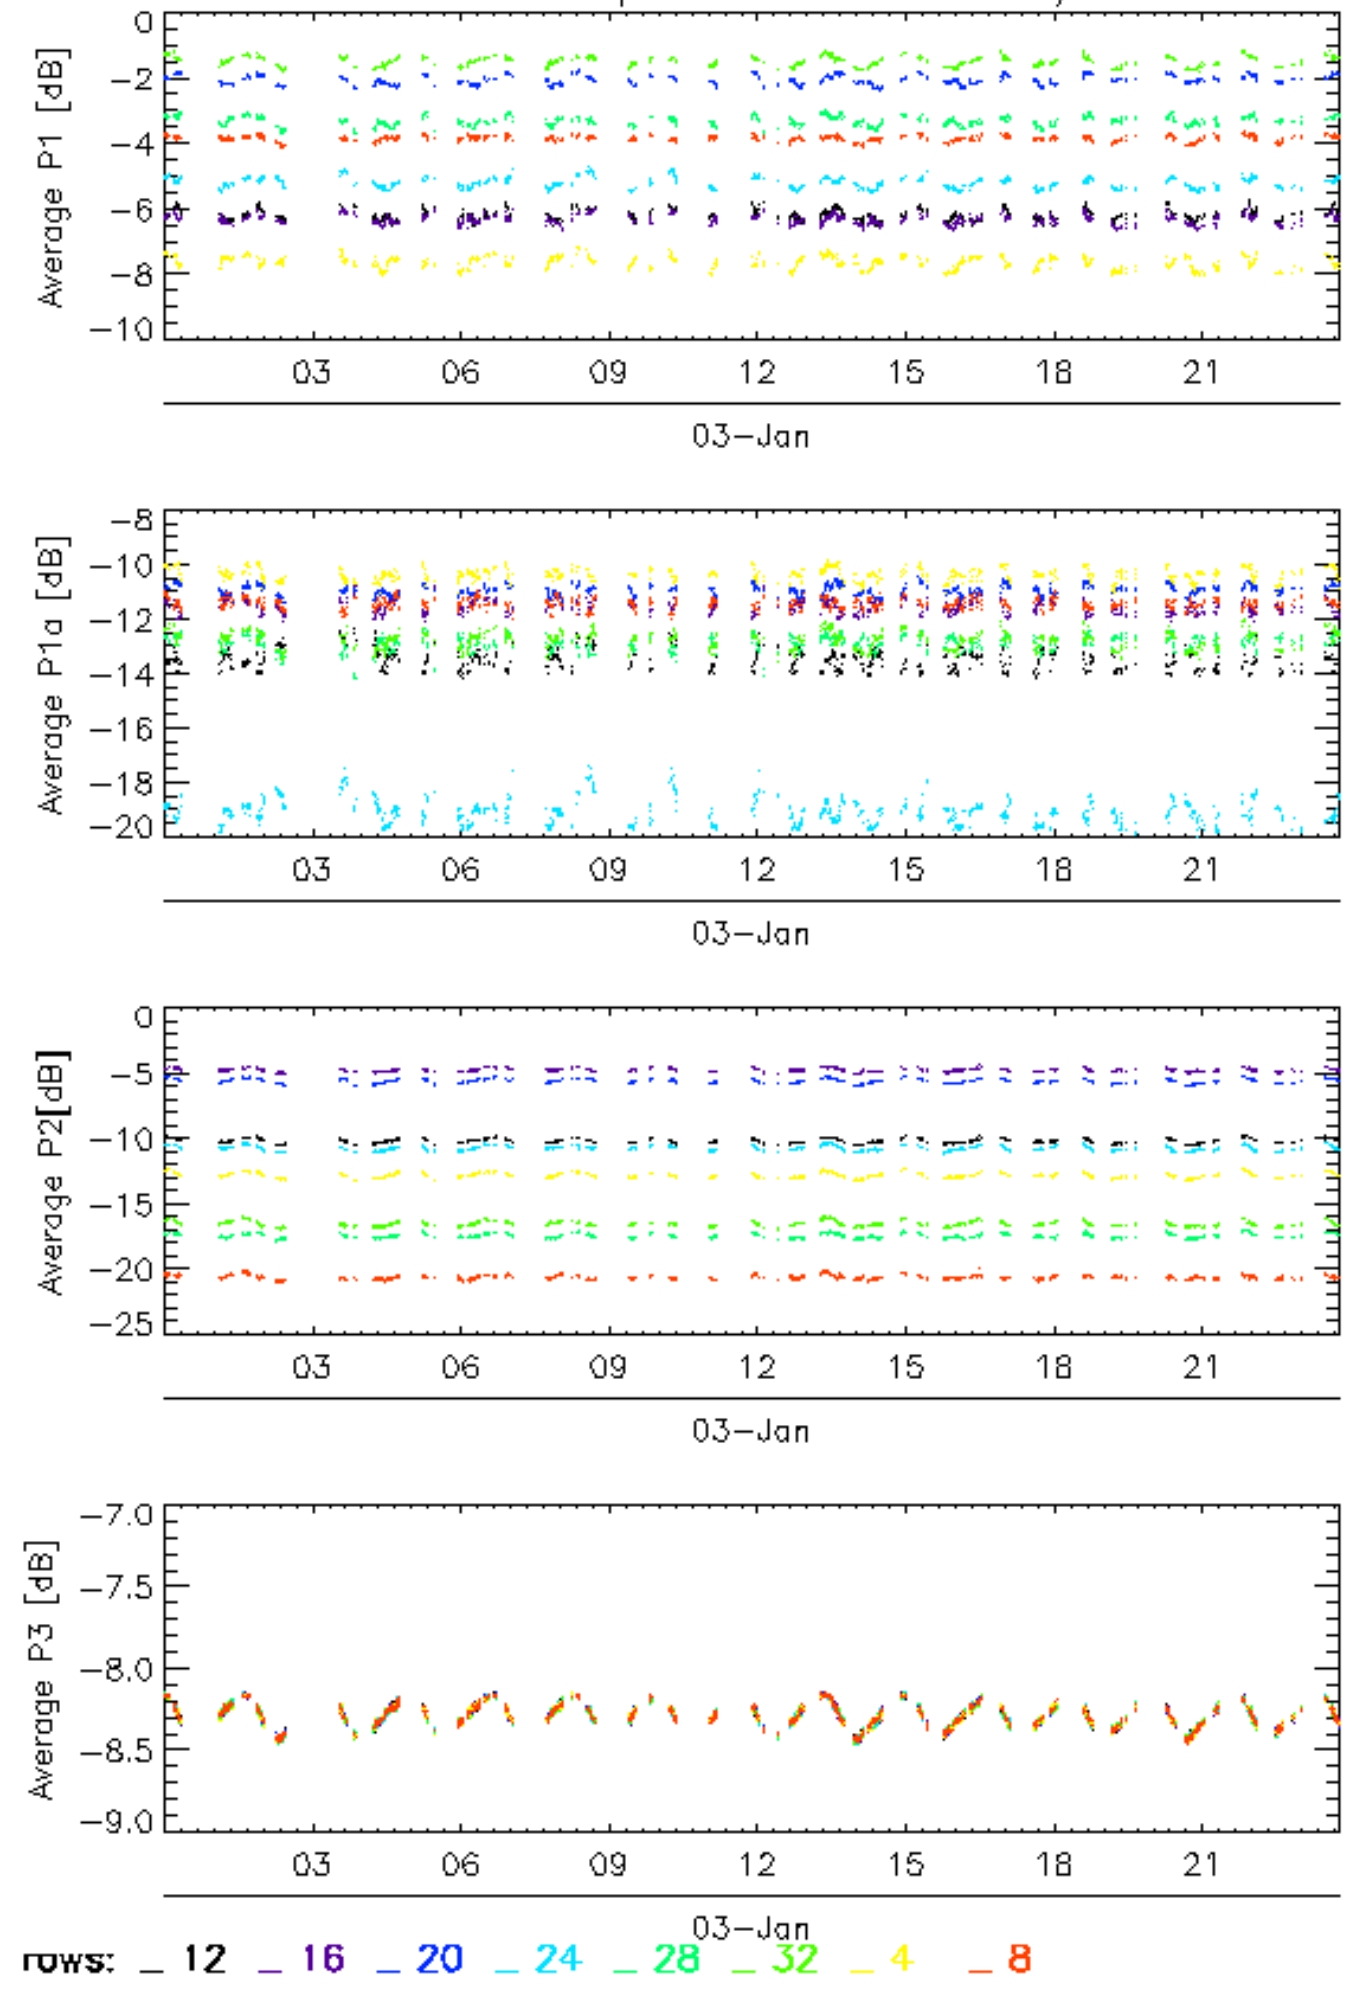 0
−2
−4
−6
−8
−10
Average P1 [dB]
03 06 09 12 15 18 21
03−Jan
−8
−10
−12
−14
−16
−18
−20
Average P1a [dB]
03 06 09 12 15 18 21
03−Jan
0
−5
−10
−15
−20
−25
Average P2[dB]
03 06 09 12 15 18 21
03−Jan
−7.0
−7.5
−8.0
−8.5
−9.0
Average P3 [dB]
03 06 09 12 15 18 21
03−Jan
rows: _ 12 _ 16 _ 20 _ 24 _ 28 _ 32 _ 4 _ 8